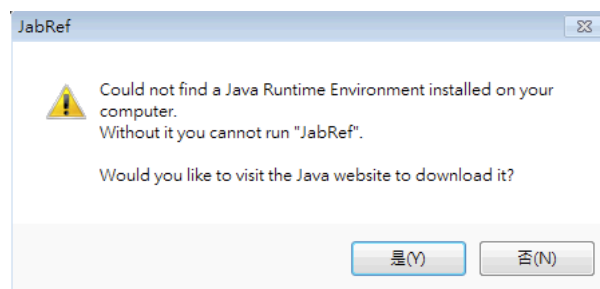 JabRef
Could not find a Java Runtime Environment installed on your
computer.
Without it you cannot run "JabRef".
Would you like to visit the Java website to download it?
是(Y)
否(N)